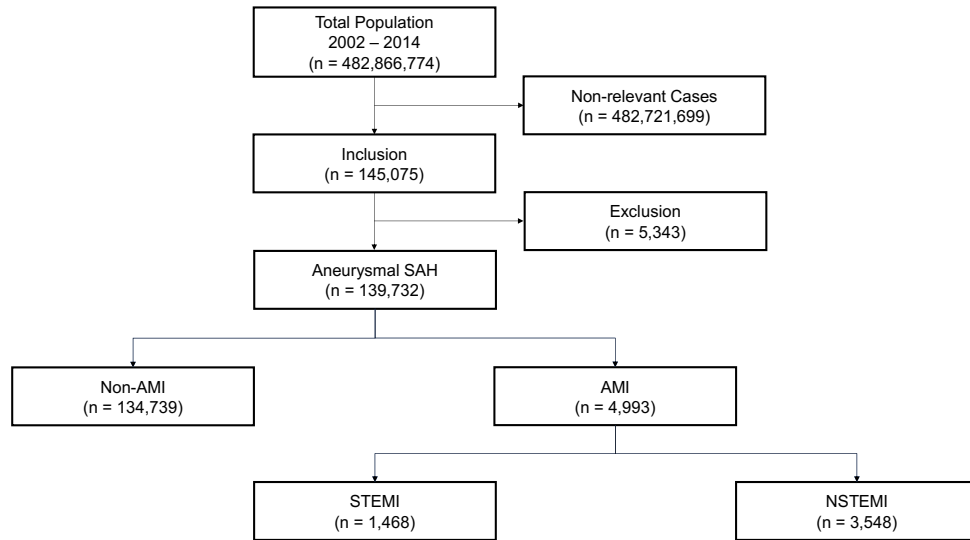 Total Population
2002 – 2014
(n = 482,866,774)
Non-relevant Cases
(n = 482,721,699)
Inclusion
(n = 145,075)
Exclusion
(n = 5,343)
Aneurysmal SAH
(n = 139,732)
Non-AMI
(n = 134,739)
AMI
(n = 4,993)
STEMI
(n = 1,468)
NSTEMI
(n = 3,548)